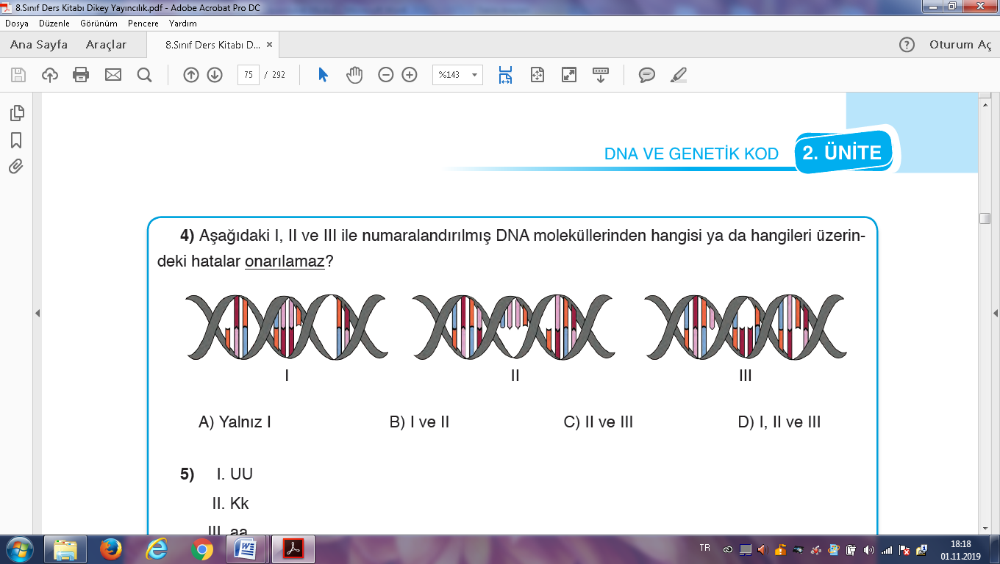 8.Sınıf Ders Kitabı Dikey Yayıncılık.pdf - Adobe Acrobat Pro DC
Dosya Düzenle Görünüm Pencere Yardım
Ana Sayfa Araçlar 8.Sınıf Ders Kitabı D... × Oturum Aç
75 / 292 %143
DNA VE GENETİK KOD 2. ÜNİTE
4) Aşağıdaki I, II ve III ile numaralandırılmış DNA moleküllerinden hangisi ya da hangileri üzerin-
deki hatalar onarılamaz?
I II III
A) Yalnız I B) I ve II C) II ve III D) I, II ve III
5) I. UU
II. Kk
III. aa
TR 18:18
01.11.2019